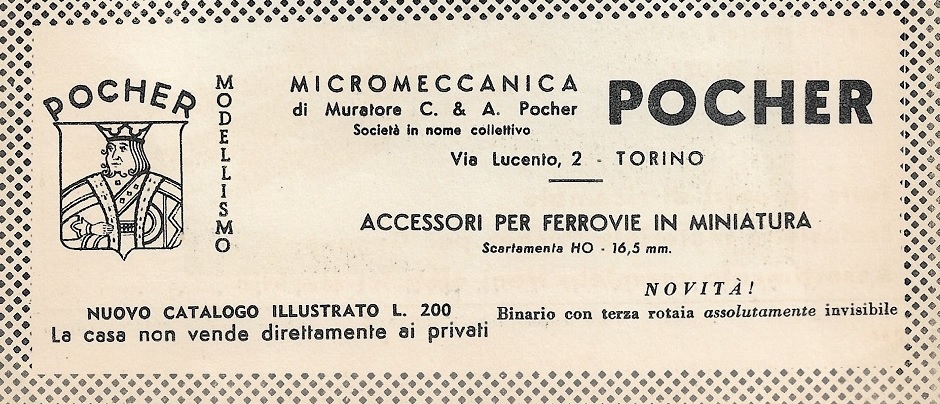 POCHER
MODELLISMO
MICROMECCANICA
di Muratore C. & A. Pocher
Società in nome collettivo
POCHER
Via Lucento, 2 - TORINO
ACCESSORI PER FERROVIE IN MINIATURA
Scartamento HO - 16,5 mm.
NOVITÀ!
Binario con terza rotaia assolutamente invisibile
NUOVO CATALOGO ILLUSTRATO L. 200
La casa non vende direttamente ai privati